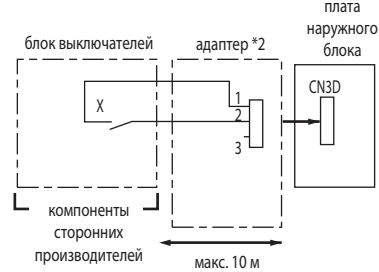 плата
наружного
блока
блок выключателей
адаптер *2
CN3D
X
1
2
3
компоненты
сторонних
производителей
макс. 10 м